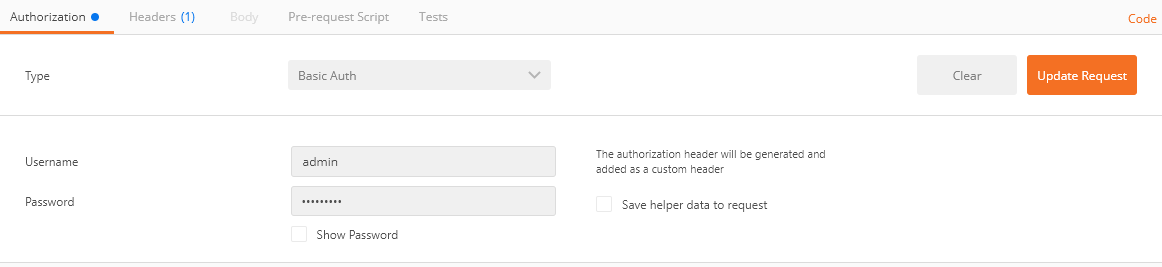 Authorization Headers (1) Body Pre-request Script Tests Code
Type Basic Auth Clear Update Request
Username admin The authorization header will be generated and
added as a custom header
Password ••••••••• Save helper data to request
Show Password